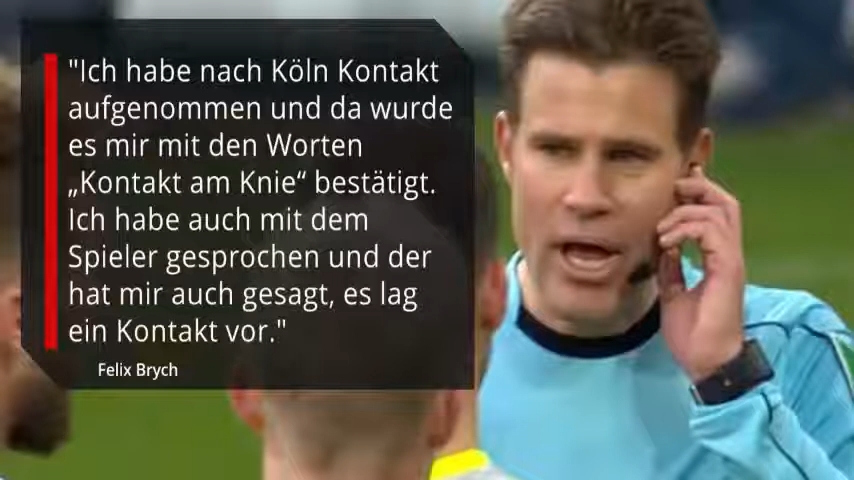 "Ich habe nach Köln Kontakt
aufgenommen und da wurde
es mir mit den Worten
„Kontakt am Knie“ bestätigt.
Ich habe auch mit dem
Spieler gesprochen und der
hat mir auch gesagt, es lag
ein Kontakt vor."
Felix Brych